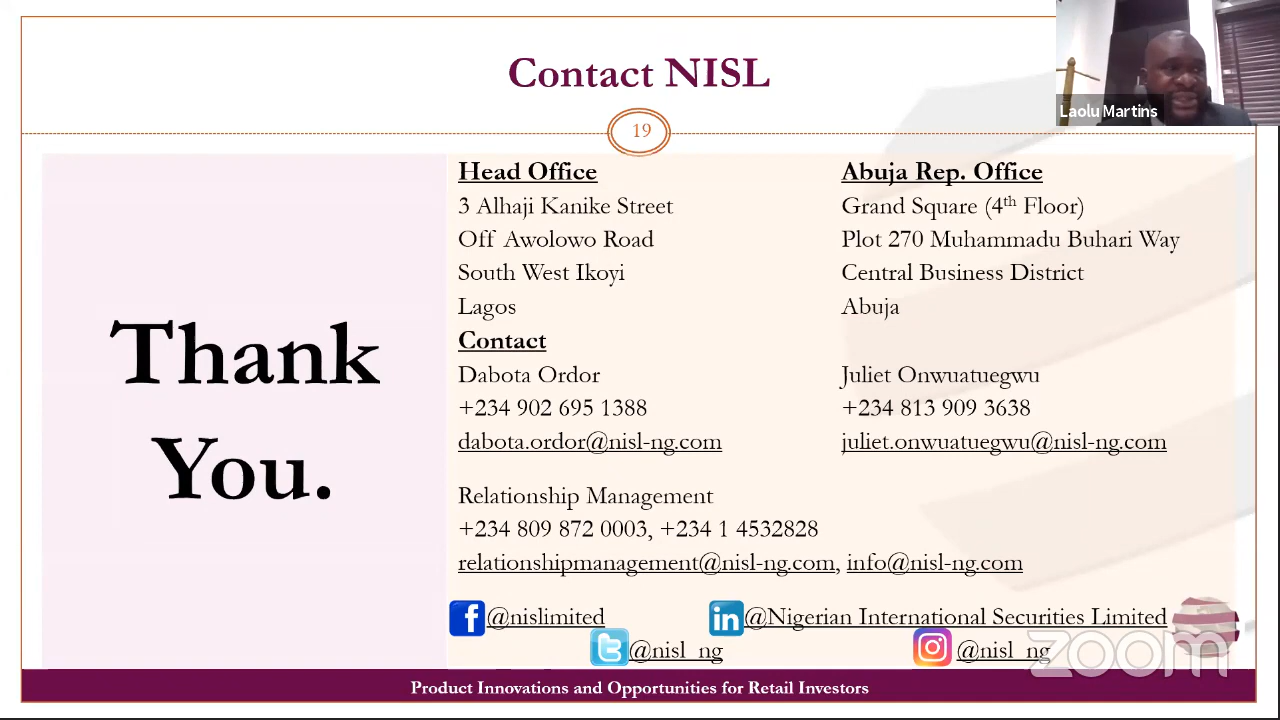 Contact NISL
Laolu Martins
19
Thank
You.
Head Office
3 Alhaji Kanike Street
Off Awolowo Road
South West Ikoyi
Lagos
Contact
Dabota Ordor
+234 902 695 1388
dabota.ordor@nisl-ng.com
Abuja Rep. Office
Grand Square (4th Floor)
Plot 270 Muhammadu Buhari Way
Central Business District
Abuja
Juliet Onwuatuegwu
+234 813 909 3638
juliet.onwuatuegwu@nisl-ng.com
Relationship Management
+234 809 872 0003, +234 1 4532828
relationshipmanagement@nisl-ng.com, info@nisl-ng.com
@nislimited
@Nigerian International Securities Limited
@nisl_ng
@nisl_ng
zoom
Product Innovations and Opportunities for Retail Investors